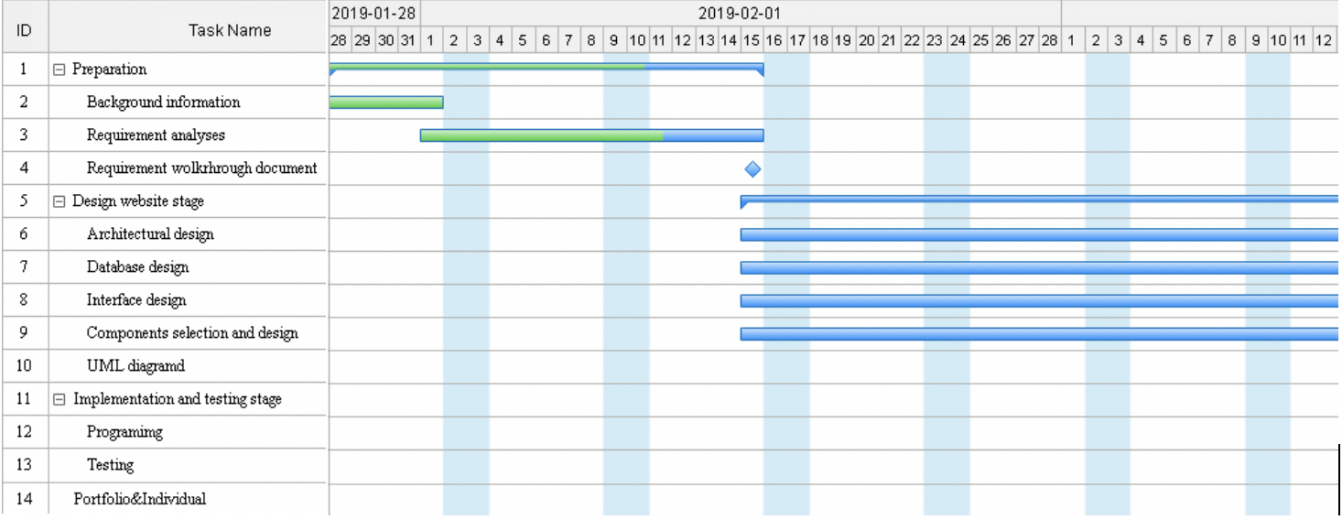 ID Task Name 2019-01-28 2019-02-01
28 29 30 31 1 2 3 4 5 6 7 8 9 10 11 12 13 14 15 16 17 18 19 20 21 22 23 24 25 26 27 28 1 2 3 4 5 6 7 8 9 10 11 12
1 Preparation
2 Background information
3 Requirement analyses
4 Requirement wolkrhrough document
5 Design website stage
6 Architectural design
7 Database design
8 Interface design
9 Components selection and design
10 UML diagramd
11 Implementation and testing stage
12 Programimg
13 Testing
14 Portfolio&Individual